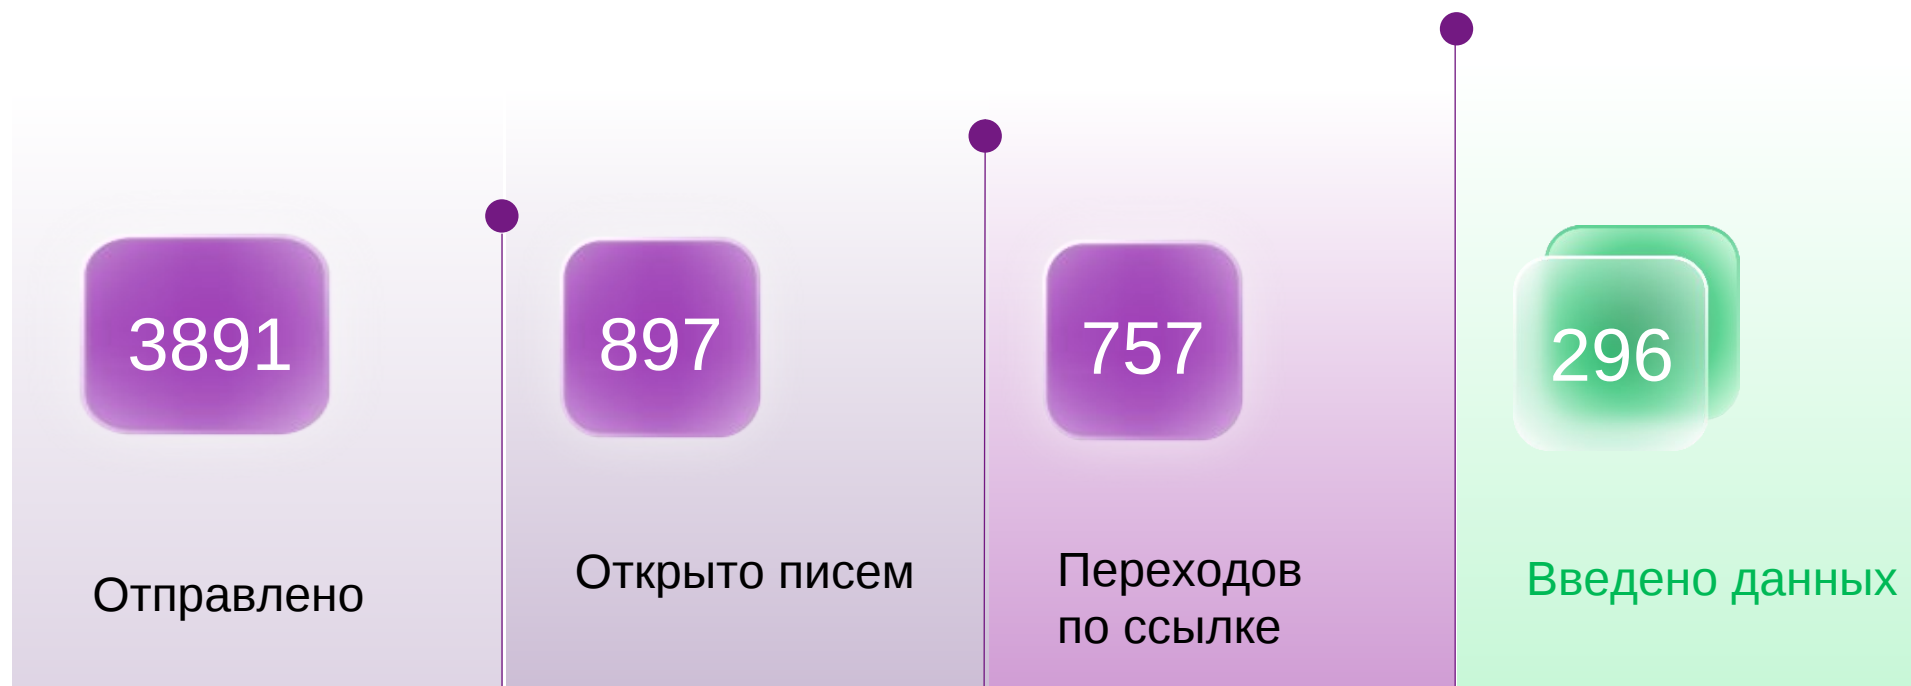 3891
Отправлено
897
Открыто писем
757
Переходов
по ссылке
296
Введено данных